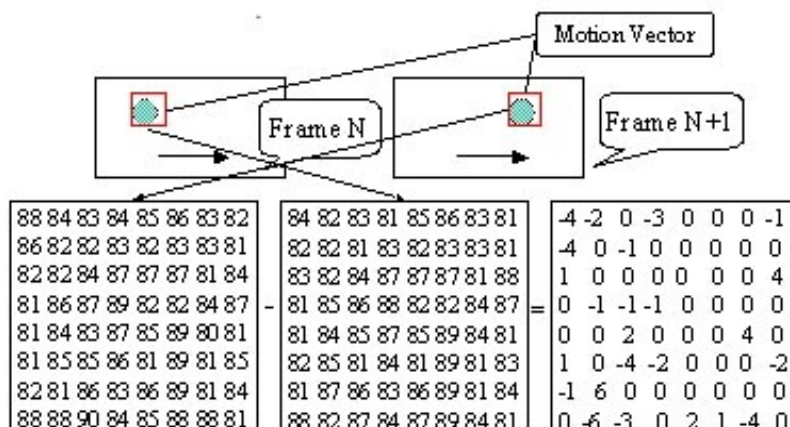 Motion Vector
Frame N
Frame N+1
88 84 83 84 85 86 83 82
86 82 82 83 82 83 83 81
82 82 84 87 87 87 81 84
81 86 87 89 82 82 84 87
81 84 83 87 85 89 80 81
81 85 85 86 81 89 81 85
82 81 86 83 86 89 81 84
88 88 90 84 85 88 88 81
-
84 82 83 81 85 86 83 81
82 82 81 83 82 83 83 81
83 82 84 87 87 87 81 88
81 85 86 88 82 82 84 87
81 84 85 87 85 89 84 81
82 85 81 84 81 89 81 83
81 87 86 83 86 89 81 84
88 82 87 84 87 89 84 81
=
-4 -2 0 -3 0 0 0 -1
-4 0 -1 0 0 0 0 0
1 0 0 0 0 0 0 4
0 -1 -1 -1 0 0 0 0
0 0 2 0 0 0 4 0
1 0 -4 -2 0 0 0 -2
-1 6 0 0 0 0 0 0
0 -6 -3 0 2 1 -4 0